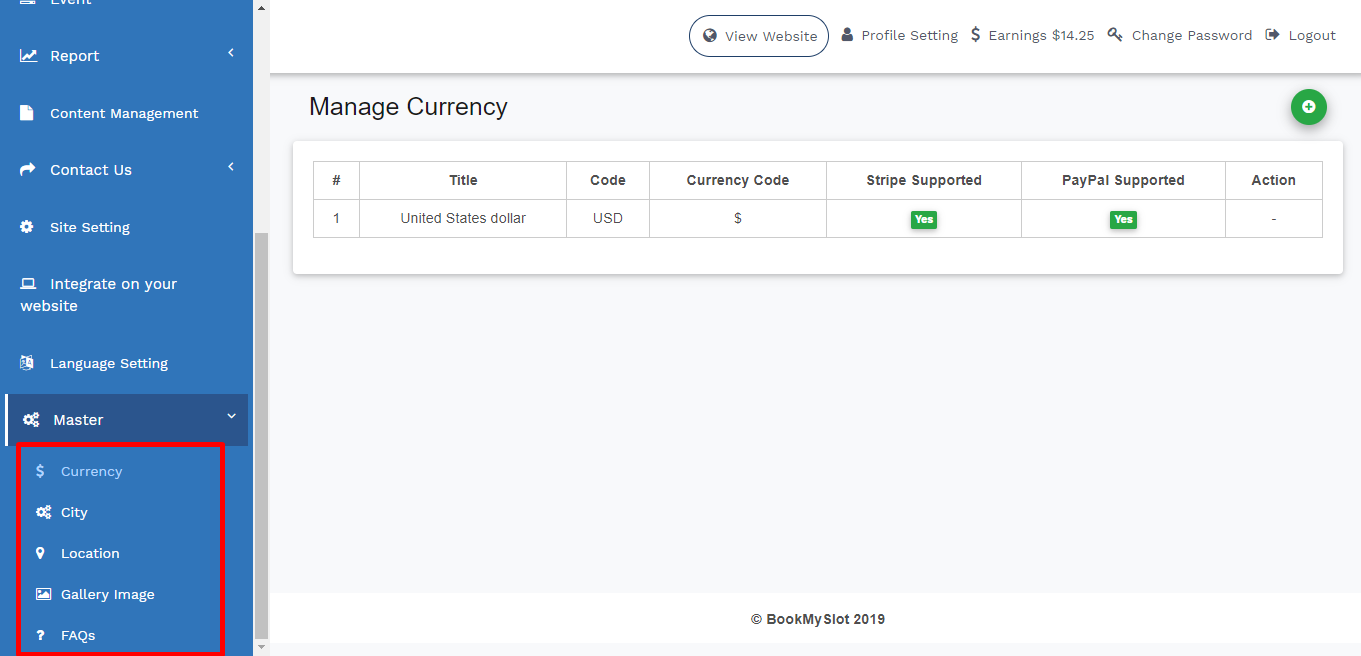 Event
Report
Content Management
Contact Us
Site Setting
Integrate on your
website
Language Setting
Master
$ Currency
City
Location
Gallery Image
? FAQs
View Website Profile Setting $ Earnings $14.25 Change Password Logout
Manage Currency
# Title Code Currency Code Stripe Supported PayPal Supported Action
1 United States dollar USD $ Yes Yes -
© BookMySlot 2019